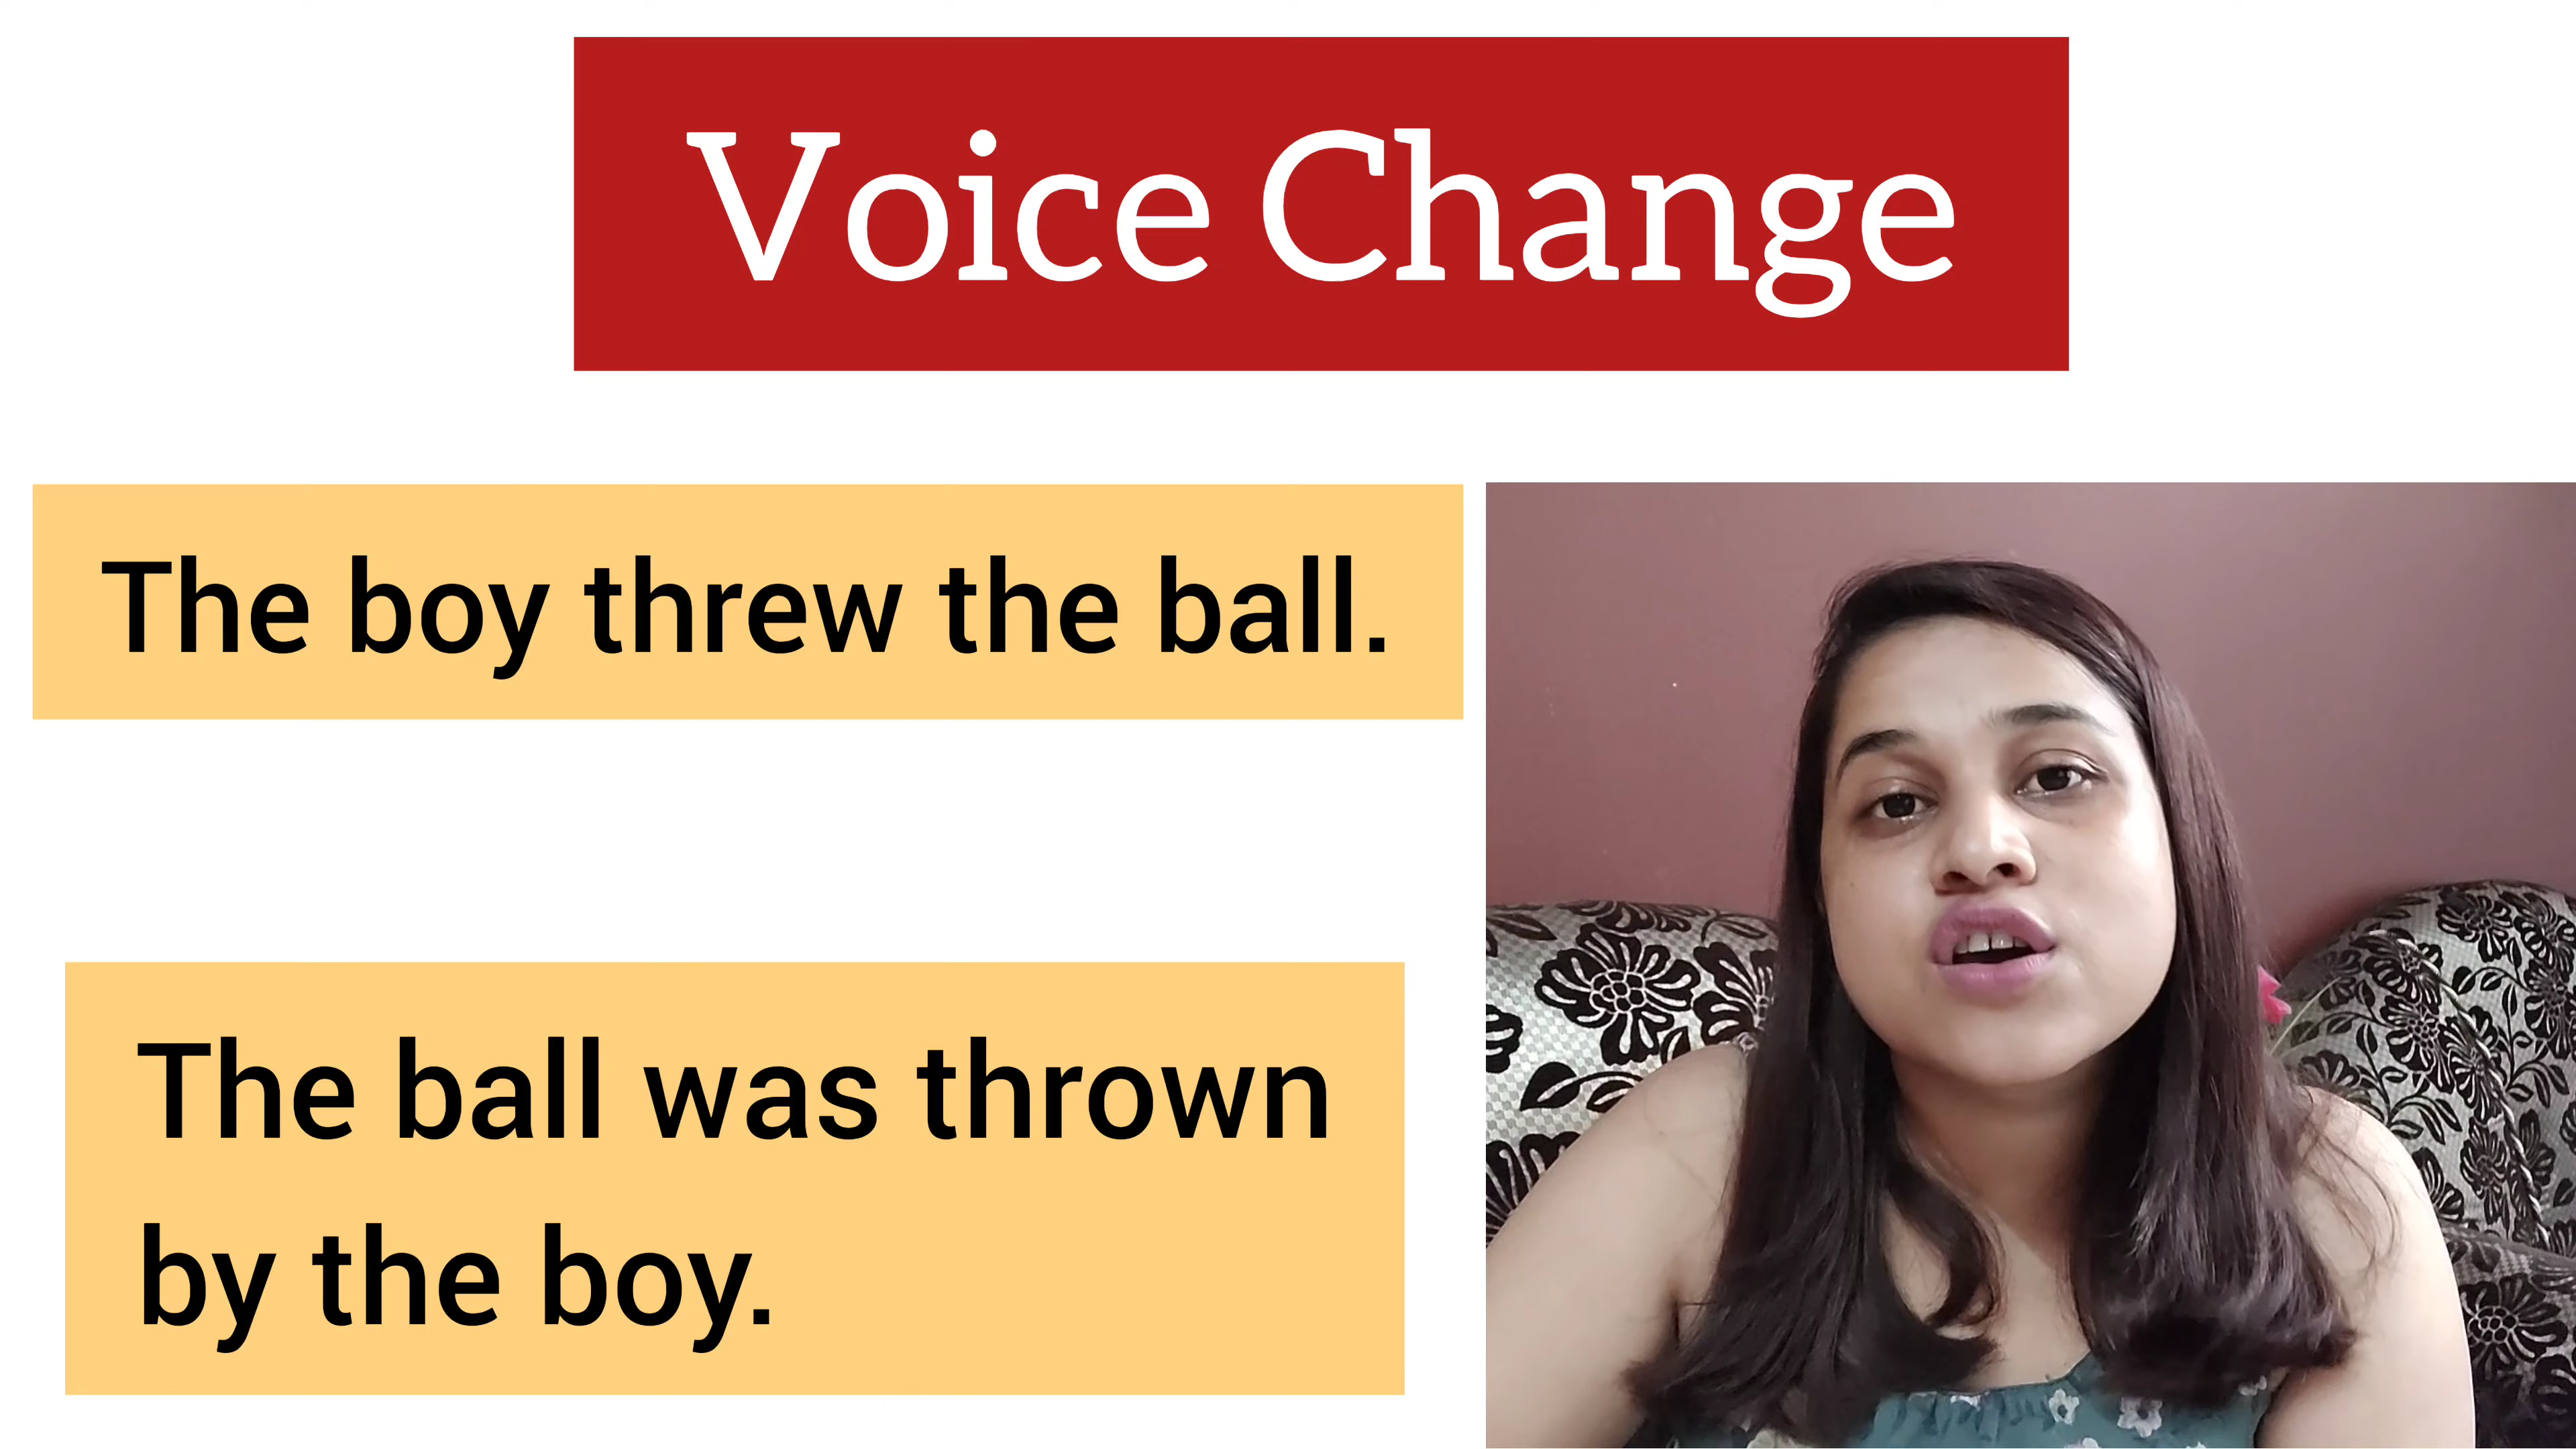 Voice Change
The boy threw the ball.
The ball was thrown
by the boy.